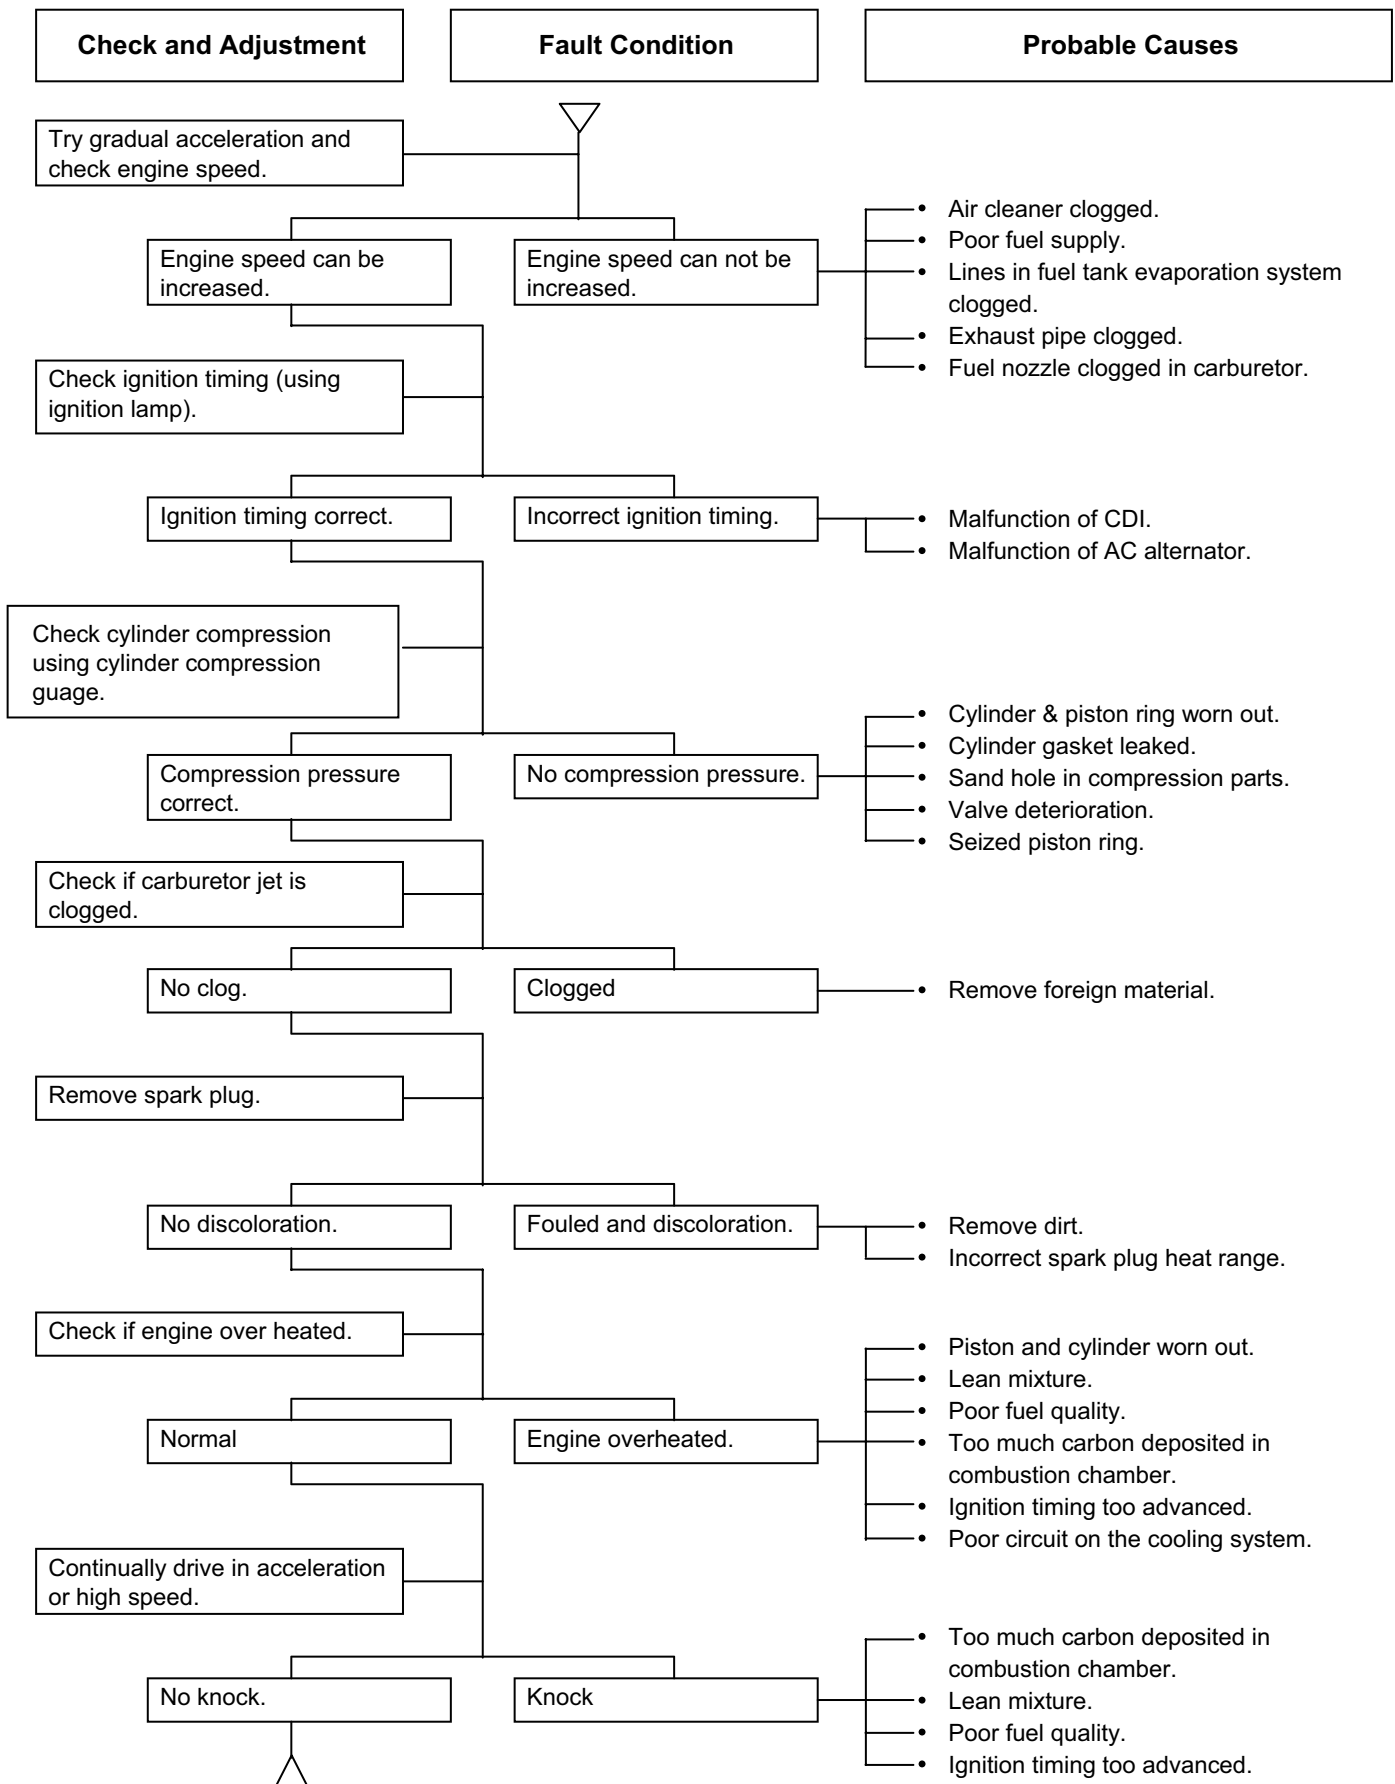 Check and Adjustment
Fault Condition
Probable Causes
Try gradual acceleration and
check engine speed.
Engine speed can be
increased.
Engine speed can not be
increased.
• Air cleaner clogged.
• Poor fuel supply.
• Lines in fuel tank evaporation system
clogged.
• Exhaust pipe clogged.
• Fuel nozzle clogged in carburetor.
Check ignition timing (using
ignition lamp).
Ignition timing correct.
Incorrect ignition timing.
• Malfunction of CDI.
• Malfunction of AC alternator.
Check cylinder compression
using cylinder compression
guage.
Compression pressure
correct.
No compression pressure.
• Cylinder & piston ring worn out.
• Cylinder gasket leaked.
• Sand hole in compression parts.
• Valve deterioration.
• Seized piston ring.
Check if carburetor jet is
clogged.
No clog.
Clogged
• Remove foreign material.
Remove spark plug.
No discoloration.
Fouled and discoloration.
• Remove dirt.
• Incorrect spark plug heat range.
Check if engine over heated.
Normal
Engine overheated.
• Piston and cylinder worn out.
• Lean mixture.
• Poor fuel quality.
• Too much carbon deposited in
combustion chamber.
• Ignition timing too advanced.
• Poor circuit on the cooling system.
Continually drive in acceleration
or high speed.
No knock.
Knock
• Too much carbon deposited in
combustion chamber.
• Lean mixture.
• Poor fuel quality.
• Ignition timing too advanced.